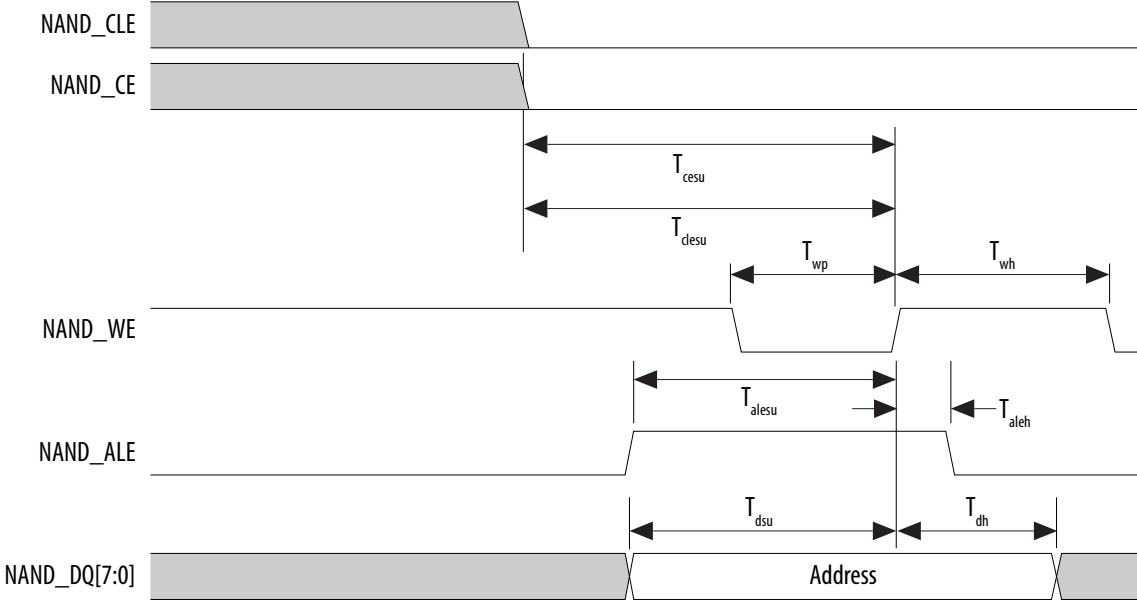 NAND_CLE
NAND_CE
Tcesu
Tclesu
Twp
Twh
NAND_WE
Talesu
Taleh
NAND_ALE
Tdsu
Tdh
NAND_DQ[7:0]
Address